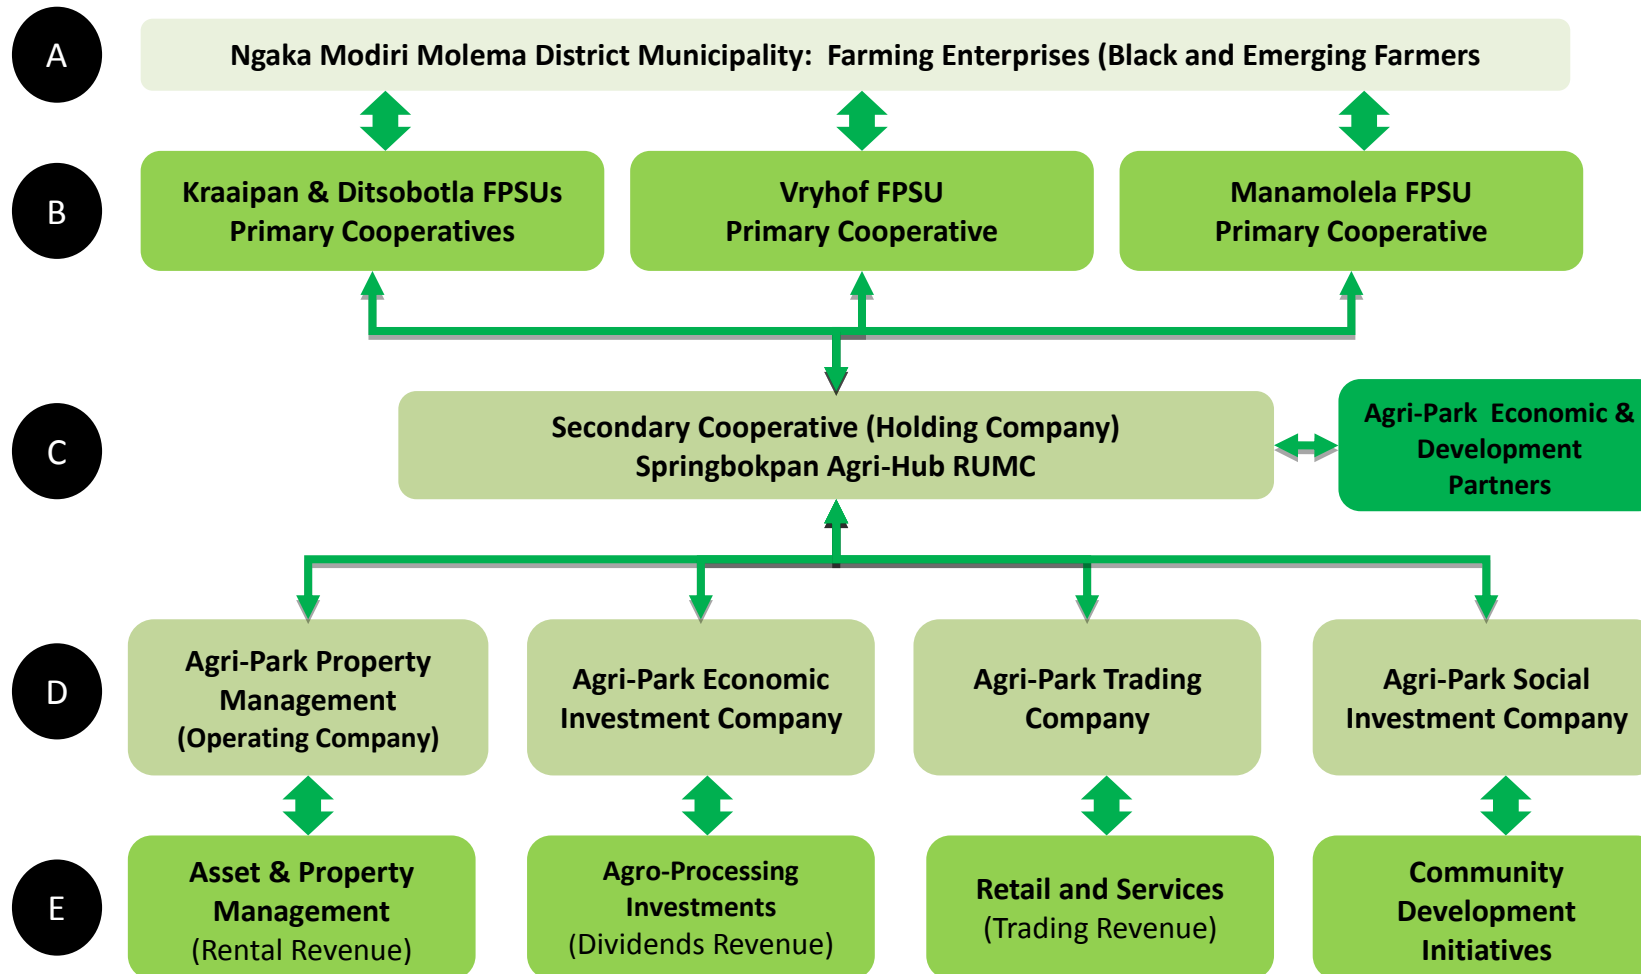 A
Ngaka Modiri Molema District Municipality:  Farming Enterprises (Black and Emerging Farmers
B
Kraaipan & Ditsobotla FPSUs
Primary Cooperatives
Vryhof FPSU
Primary Cooperative
Manamolela FPSU
Primary Cooperative
C
Secondary Cooperative (Holding Company)
Springbokpan Agri-Hub RUMC
Agri-Park  Economic &
Development
Partners
D
Agri-Park Property
Management
(Operating Company)
Agri-Park Economic
Investment Company
Agri-Park Trading
Company
Agri-Park Social
Investment Company
E
Asset & Property
Management
(Rental Revenue)
Agro-Processing
Investments
(Dividends Revenue)
Retail and Services
(Trading Revenue)
Community
Development
Initiatives